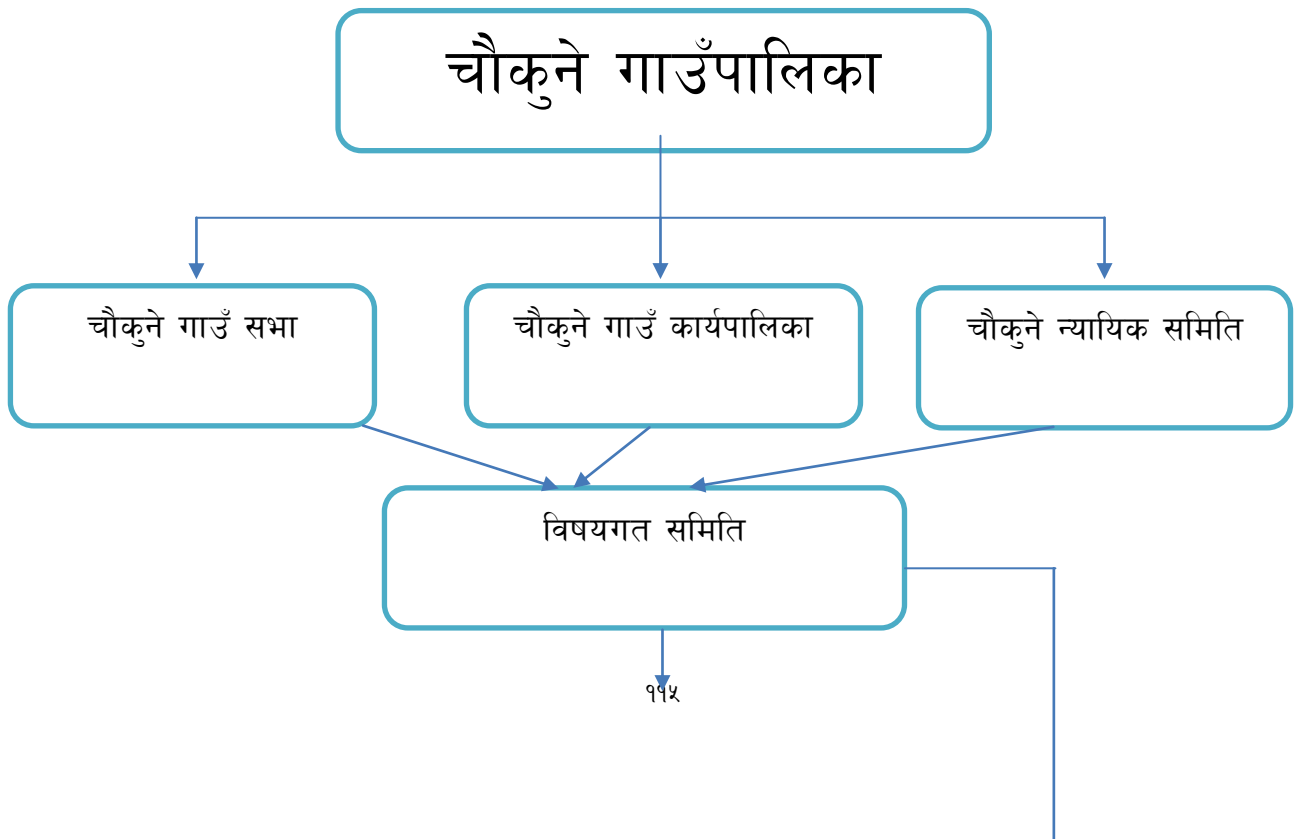 चौकुने गाउँपालिका
चौकुने गाउँ सभा
चौकुने गाउँ कार्यपालिका
चौकुने न्यायिक समिति
विषयगत समिति
११५